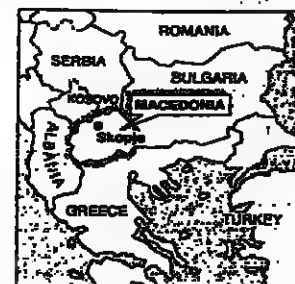 ROMANIA
SERBIA
BULGARIA
KOSOVO
MACEDONIA
Skopje
ALBANIA
GREECE
TURKEY